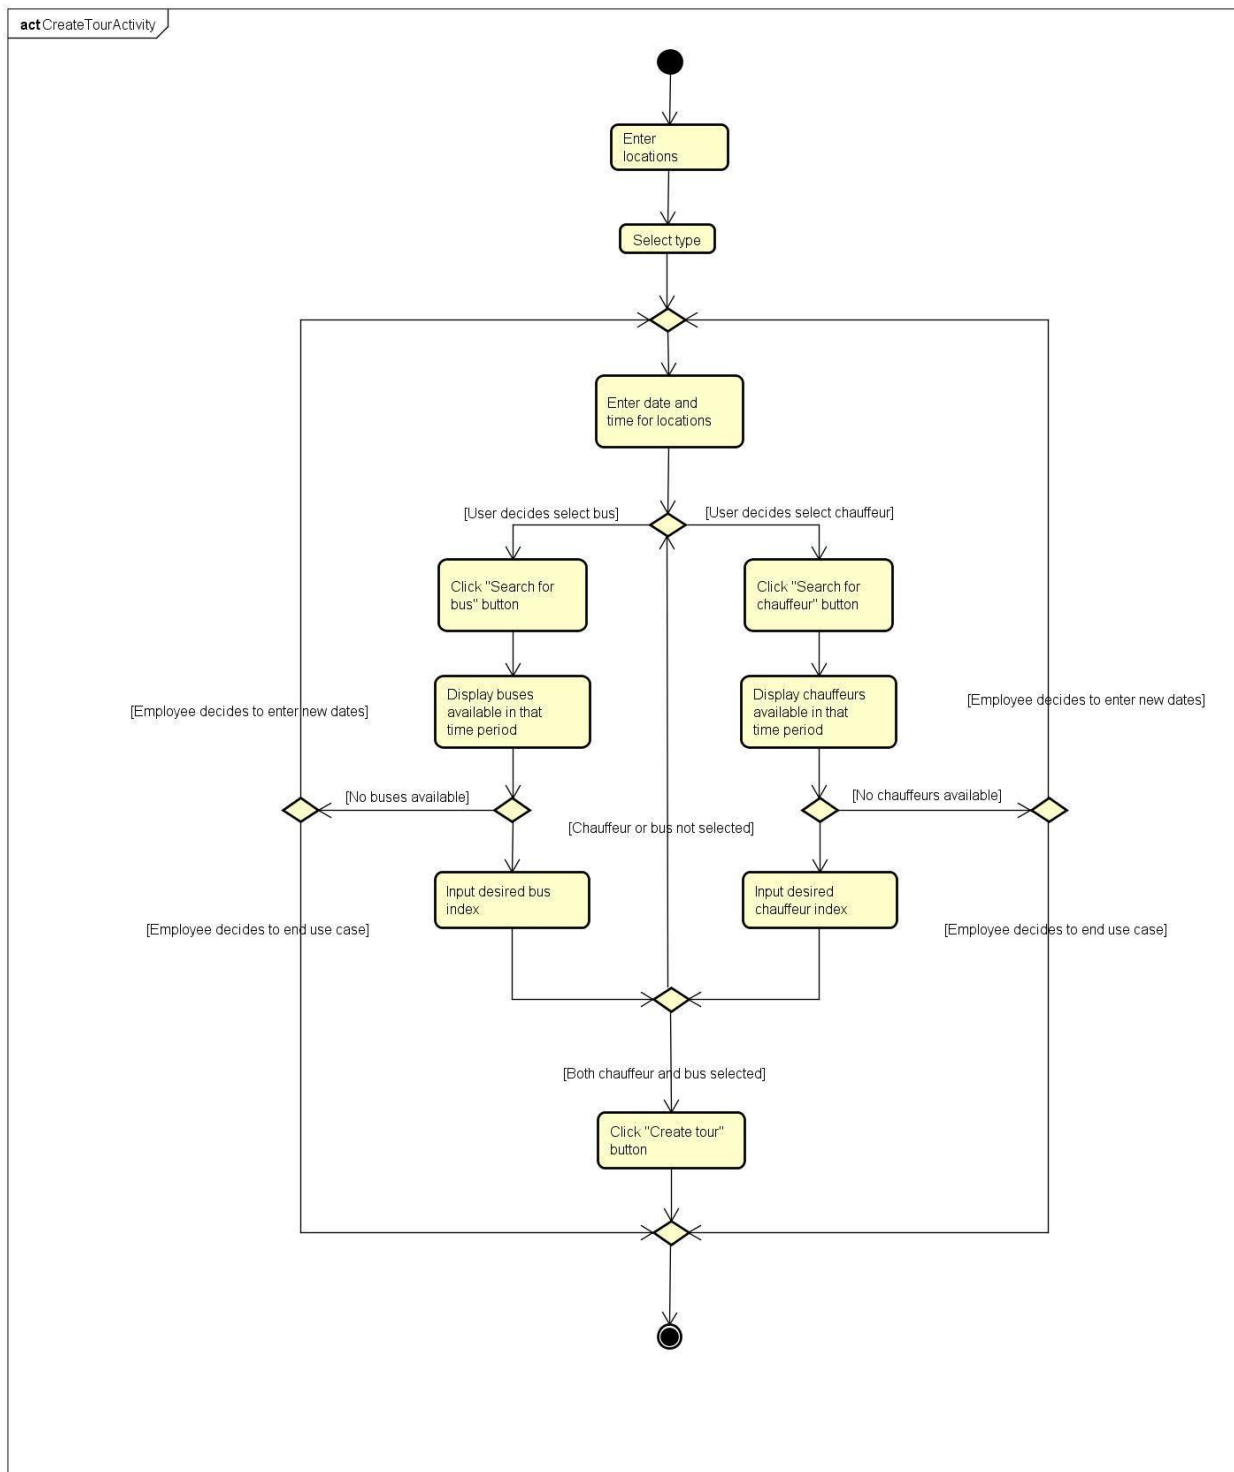 act CreateTourActivity
Enter
locations
Select type
Enter date and
time for locations
[User decides select bus]
[User decides select chauffeur]
Click "Search for
bus" button
Click "Search for
chauffeur" button
Display buses
available in that
time period
Display chauffeurs
available in that
time period
[Employee decides to enter new dates]
[Employee decides to enter new dates]
[No buses available]
[No chauffeurs available]
[Chauffeur or bus not selected]
Input desired bus
index
Input desired
chauffeur index
[Employee decides to end use case]
[Employee decides to end use case]
[Both chauffeur and bus selected]
Click "Create tour"
button